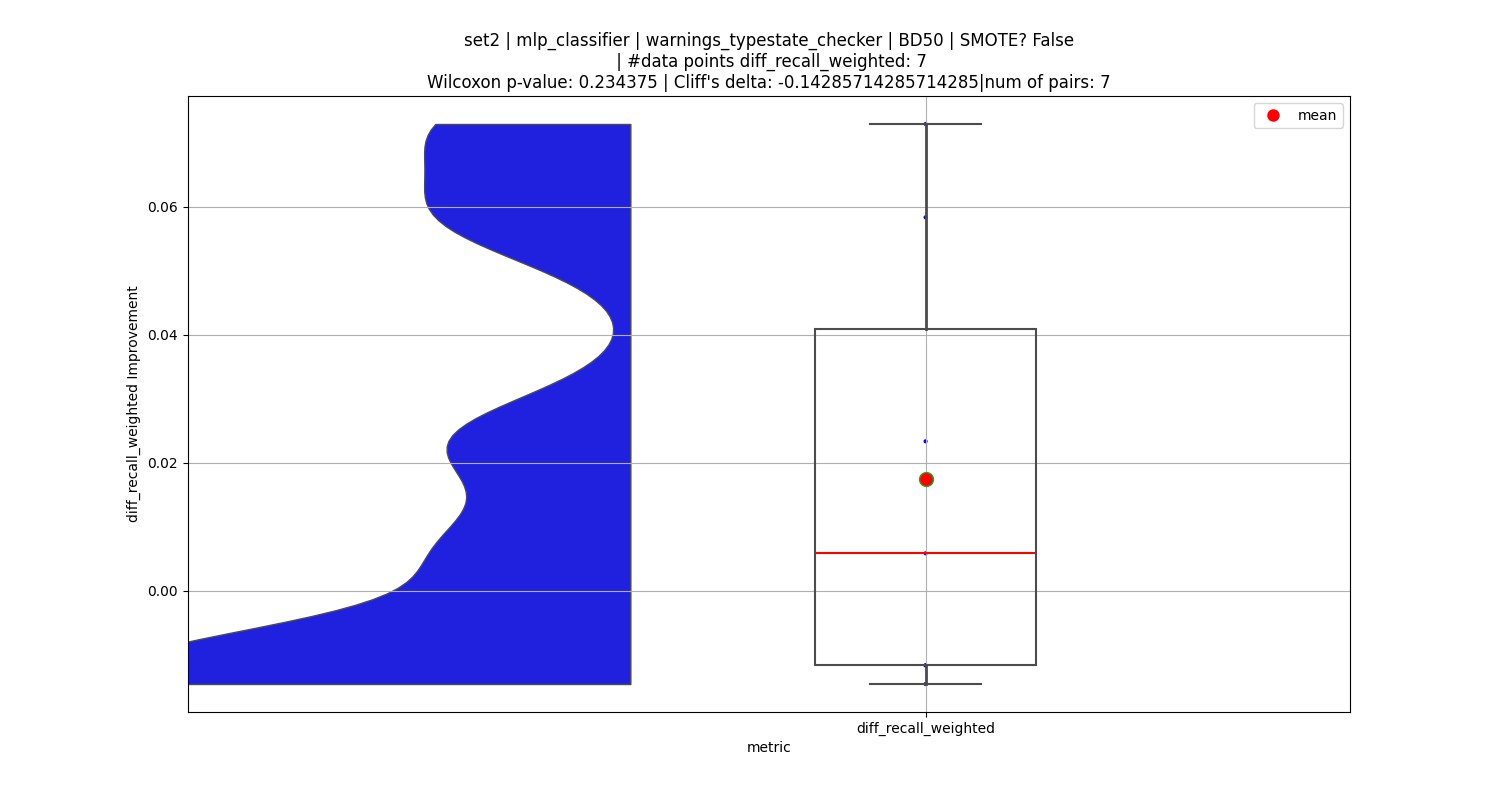 set2 | mlp_classifier | warnings_typestate_checker | BD50 | SMOTE? False
| #data points diff_recall_weighted: 7
Wilcoxon p-value: 0.234375 | Cliff's delta: -0.14285714285714285|num of pairs: 7
mean
0.06
0.04
0.02
0.00
diff_recall_weighted Improvement
diff_recall_weighted
metric